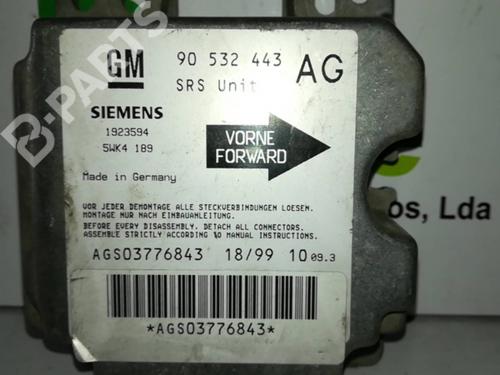 GM 90 532 443 AG
SRS Unit
SIEMENS
1923594
5WK4 189
VORNE
FORWARD
Made in Germany
VOR JEDER DEMONTAGE ALLE STECKVERBINDUNGEN LOESEN.
MONTAGE NUR NACH EINBAUANLEITUNG.
BEFORE EVERY DISASSEMBLY. DETACH ALL CONNECTORS.
ASSEMBLE STRICTLY ACCORDING TO MANUAL INSTRUCTIONS.
AGS03776843 18/99 10 09.3
*AGS03776843*
os, Lda
B-PARTS